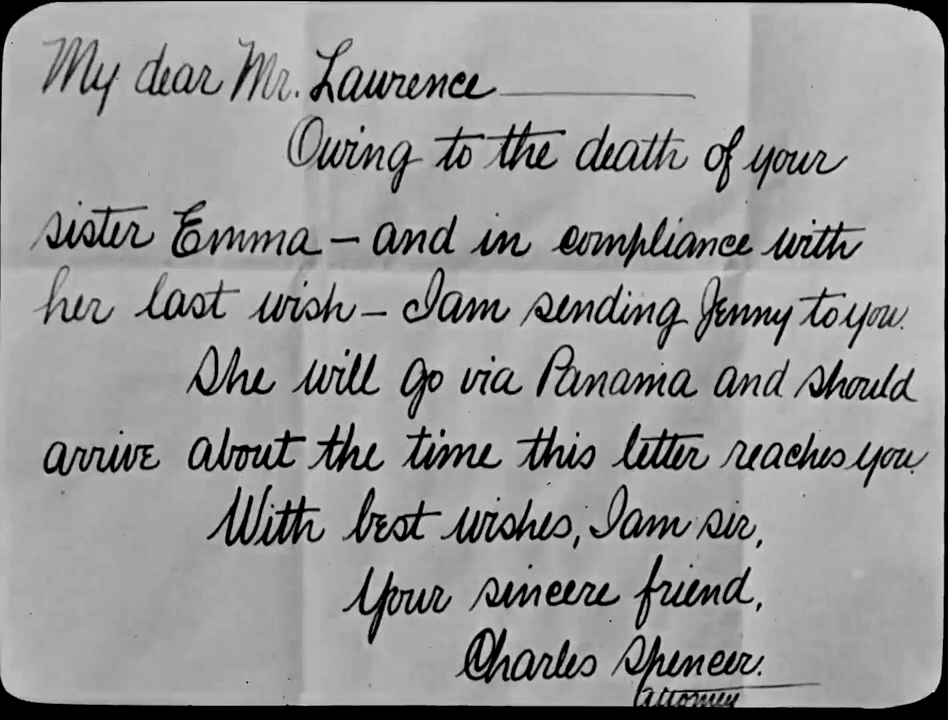 My dear Mr. Laurence
Owing to the death of your
sister Emma – and in compliance with
her last wish – I am sending Jenny to you.
She will go via Panama and should
arrive about the time this letter reaches you.
With best wishes, I am sir,
Your sincere friend,
Charles Spencer.
attorney